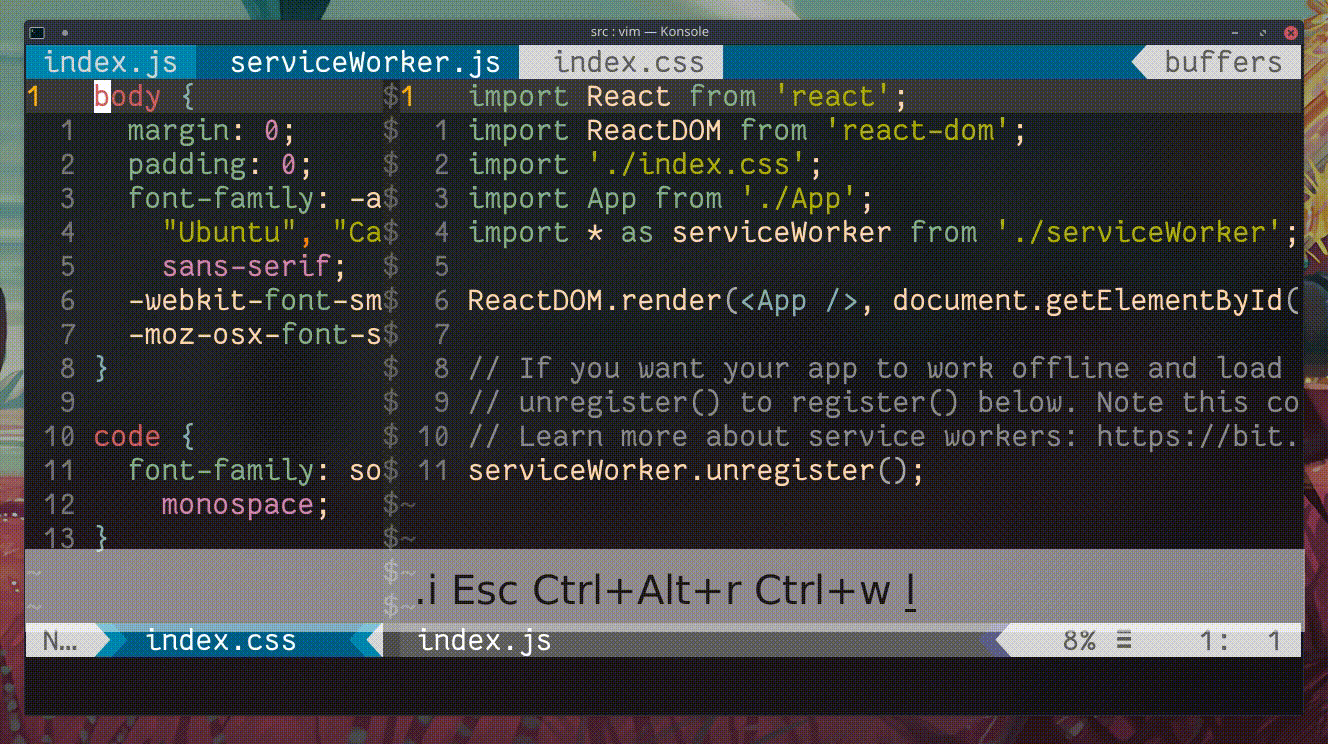 src : vim — Konsole
index.js serviceWorker.js index.css buffers
1 body {
1 margin: 0;
2 padding: 0;
3 font-family: -a
4 "Ubuntu", "Ca
5 sans-serif;
6 -webkit-font-sm
7 -moz-osx-font-s
8 }
9
10 code {
11 font-family: so
12 monospace;
13 }
~
~
$1 import React from 'react';
$ 1 import ReactDOM from 'react-dom';
$ 2 import './index.css';
$ 3 import App from './App';
$ 4 import * as serviceWorker from './serviceWorker';
$ 5
$ 6 ReactDOM.render(<App />, document.getElementById(
$ 7
$ 8 // If you want your app to work offline and load
$ 9 // unregister() to register() below. Note this co
$ 10 // Learn more about service workers: https://bit.
$ 11 serviceWorker.unregister();
$~
$~
$~
$~
.i Esc Ctrl+Alt+r Ctrl+w l
N… index.css index.js 8% ≡ 1: 1